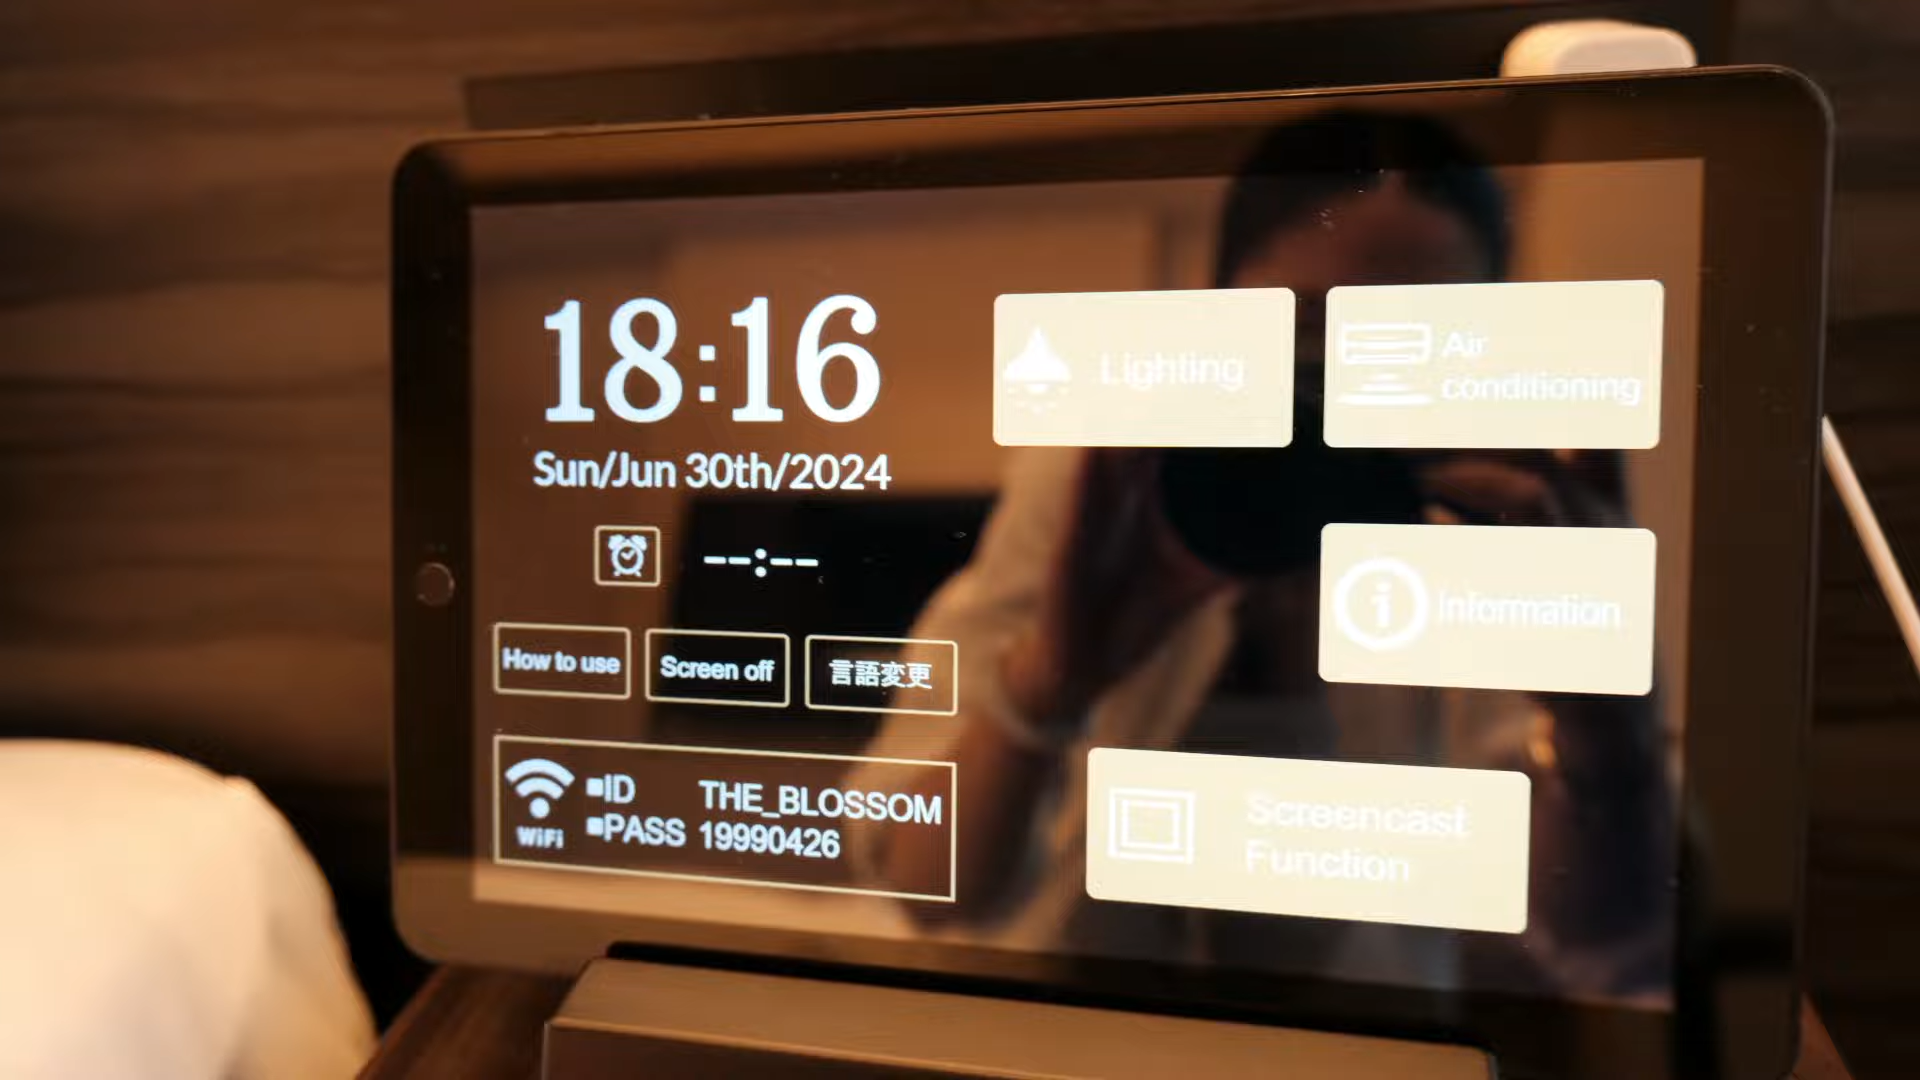 18:16
Sun/Jun 30th/2024
--:--
How to use
Screen off
言語変更
WiFi
■ID THE_BLOSSOM
■PASS 19990426
Lighting
Air
conditioning
Information
Screencast
Function